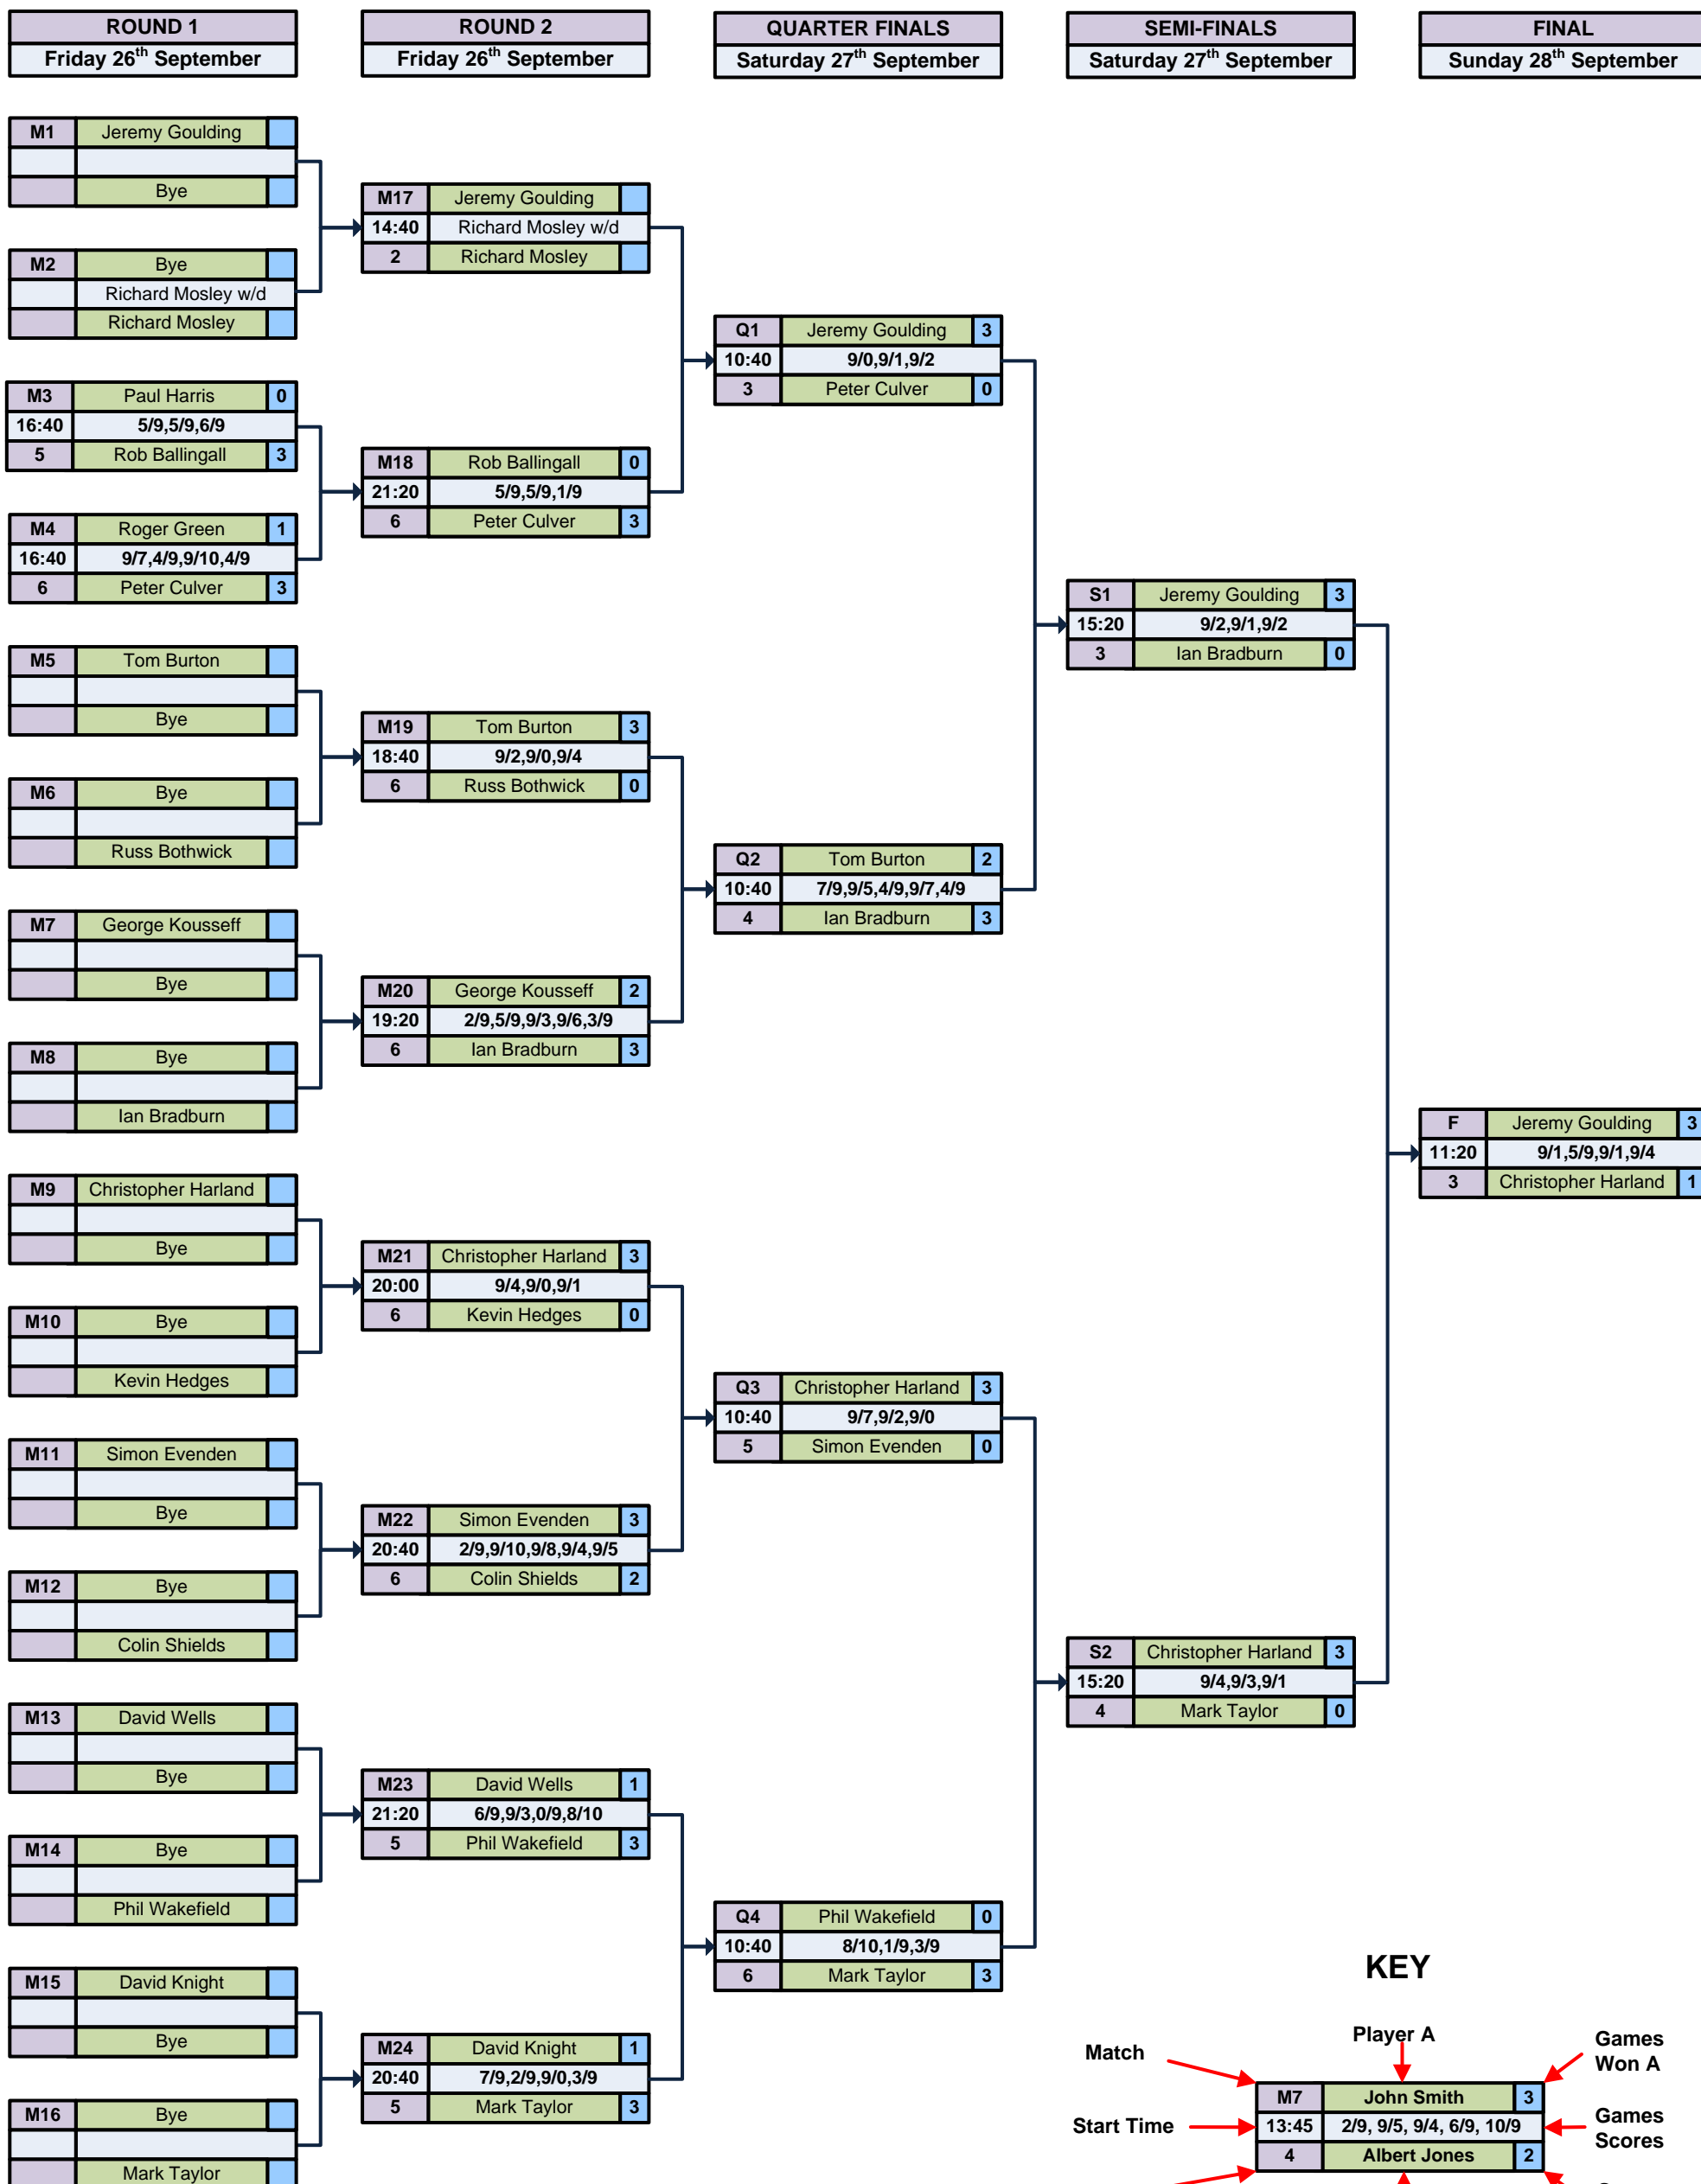 ROUND 1
Friday 26th September
ROUND 2
Friday 26th September
QUARTER FINALS
Saturday 27th September
SEMI-FINALS
Saturday 27th September
FINAL
Sunday 28th September
M1 Jeremy Goulding
Bye
M2 Bye
Richard Mosley w/d
Richard Mosley
M3 Paul Harris 0
16:40 5/9,5/9,6/9
5 Rob Ballingall 3
M4 Roger Green 1
16:40 9/7,4/9,9/10,4/9
6 Peter Culver 3
M5 Tom Burton
Bye
M6 Bye
Russ Bothwick
M7 George Kousseff
Bye
M8 Bye
Ian Bradburn
M9 Christopher Harland
Bye
M10 Bye
Kevin Hedges
M11 Simon Evenden
Bye
M12 Bye
Colin Shields
M13 David Wells
Bye
M14 Bye
Phil Wakefield
M15 David Knight
Bye
M16 Bye
Mark Taylor
M17 Jeremy Goulding
14:40 Richard Mosley w/d
2 Richard Mosley
M18 Rob Ballingall 0
21:20 5/9,5/9,1/9
6 Peter Culver 3
M19 Tom Burton 3
18:40 9/2,9/0,9/4
6 Russ Bothwick 0
M20 George Kousseff 2
19:20 2/9,5/9,9/3,9/6,3/9
6 Ian Bradburn 3
M21 Christopher Harland 3
20:00 9/4,9/0,9/1
6 Kevin Hedges 0
M22 Simon Evenden 3
20:40 2/9,9/10,9/8,9/4,9/5
6 Colin Shields 2
M23 David Wells 1
21:20 6/9,9/3,0/9,8/10
5 Phil Wakefield 3
M24 David Knight 1
20:40 7/9,2/9,9/0,3/9
5 Mark Taylor 3
Q1 Jeremy Goulding 3
10:40 9/0,9/1,9/2
3 Peter Culver 0
Q2 Tom Burton 2
10:40 7/9,9/5,4/9,9/7,4/9
4 Ian Bradburn 3
Q3 Christopher Harland 3
10:40 9/7,9/2,9/0
5 Simon Evenden 0
Q4 Phil Wakefield 0
10:40 8/10,1/9,3/9
6 Mark Taylor 3
S1 Jeremy Goulding 3
15:20 9/2,9/1,9/2
3 Ian Bradburn 0
S2 Christopher Harland 3
15:20 9/4,9/3,9/1
4 Mark Taylor 0
F Jeremy Goulding 3
11:20 9/1,5/9,9/1,9/4
3 Christopher Harland 1
KEY
Player A
Match
Games
Won A
M7 John Smith 3
Start Time
13:45 2/9, 9/5, 9/4, 6/9, 10/9
Games
Scores
4 Albert Jones 2